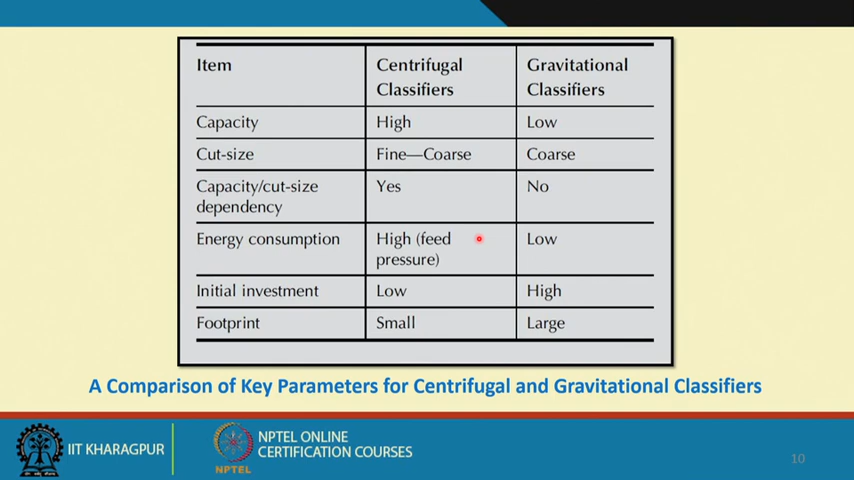 Item Centrifugal Classifiers Gravitational Classifiers
Capacity High Low
Cut-size Fine—Coarse Coarse
Capacity/cut-size dependency Yes No
Energy consumption High (feed pressure) Low
Initial investment Low High
Footprint Small Large
A Comparison of Key Parameters for Centrifugal and Gravitational Classifiers
IIT KHARAGPUR
NPTEL
NPTEL ONLINE
CERTIFICATION COURSES
10